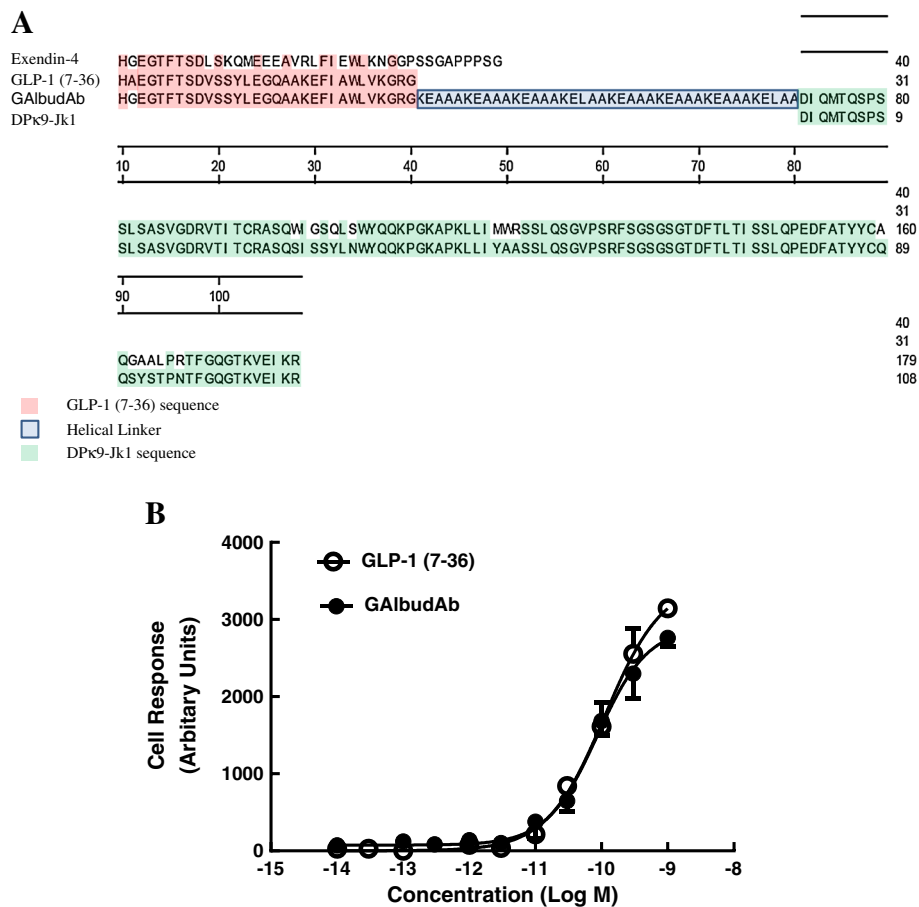 A
Exendin-4 HGEGTFTSDLSKQMEEEAVRLFIEWLKNGGPSSGAPPPSG 40
GLP-1 (7-36) HAEGTFTSDVSSYLEGQAAKEFIAWLVKGRG 31
GAlbudAb HGEGTFTSDVSSYLEGQAAKEFIAWLVKGRGKEAAAKEAAAKEAAAKELAAKEAAAKEAAAKEAAAKELAADIQMTQSPS 80
DPκ9-Jk1 DIQMTQSPS 9
10 20 30 40 50 60 70 80
40
31
SLSASVGDRVTITCRASQWIGSQLSWYQQKPGKAPKLLIMWRSSLQSGVPSRFSGSGSGTDFTLTISSLQPEDFATYYCA 160
SLSASVGDRVTITCRASQSISSYLNWYQQKPGKAPKLLIYAASSLQSGVPSRFSGSGSGTDFTLTISSLQPEDFATYYCQ 89
90 100
40
31
QGAALPRTFGQGTKVEIKR 179
QSYSTPNTFGQGTKVEIKR 108
GLP-1 (7-36) sequence
Helical Linker
DPκ9-Jk1 sequence
B
4000
3000
2000
1000
0
Cell Response
(Arbitary Units)
GLP-1 (7-36)
GAlbudAb
-15 -14 -13 -12 -11 -10 -9 -8
Concentration (Log M)